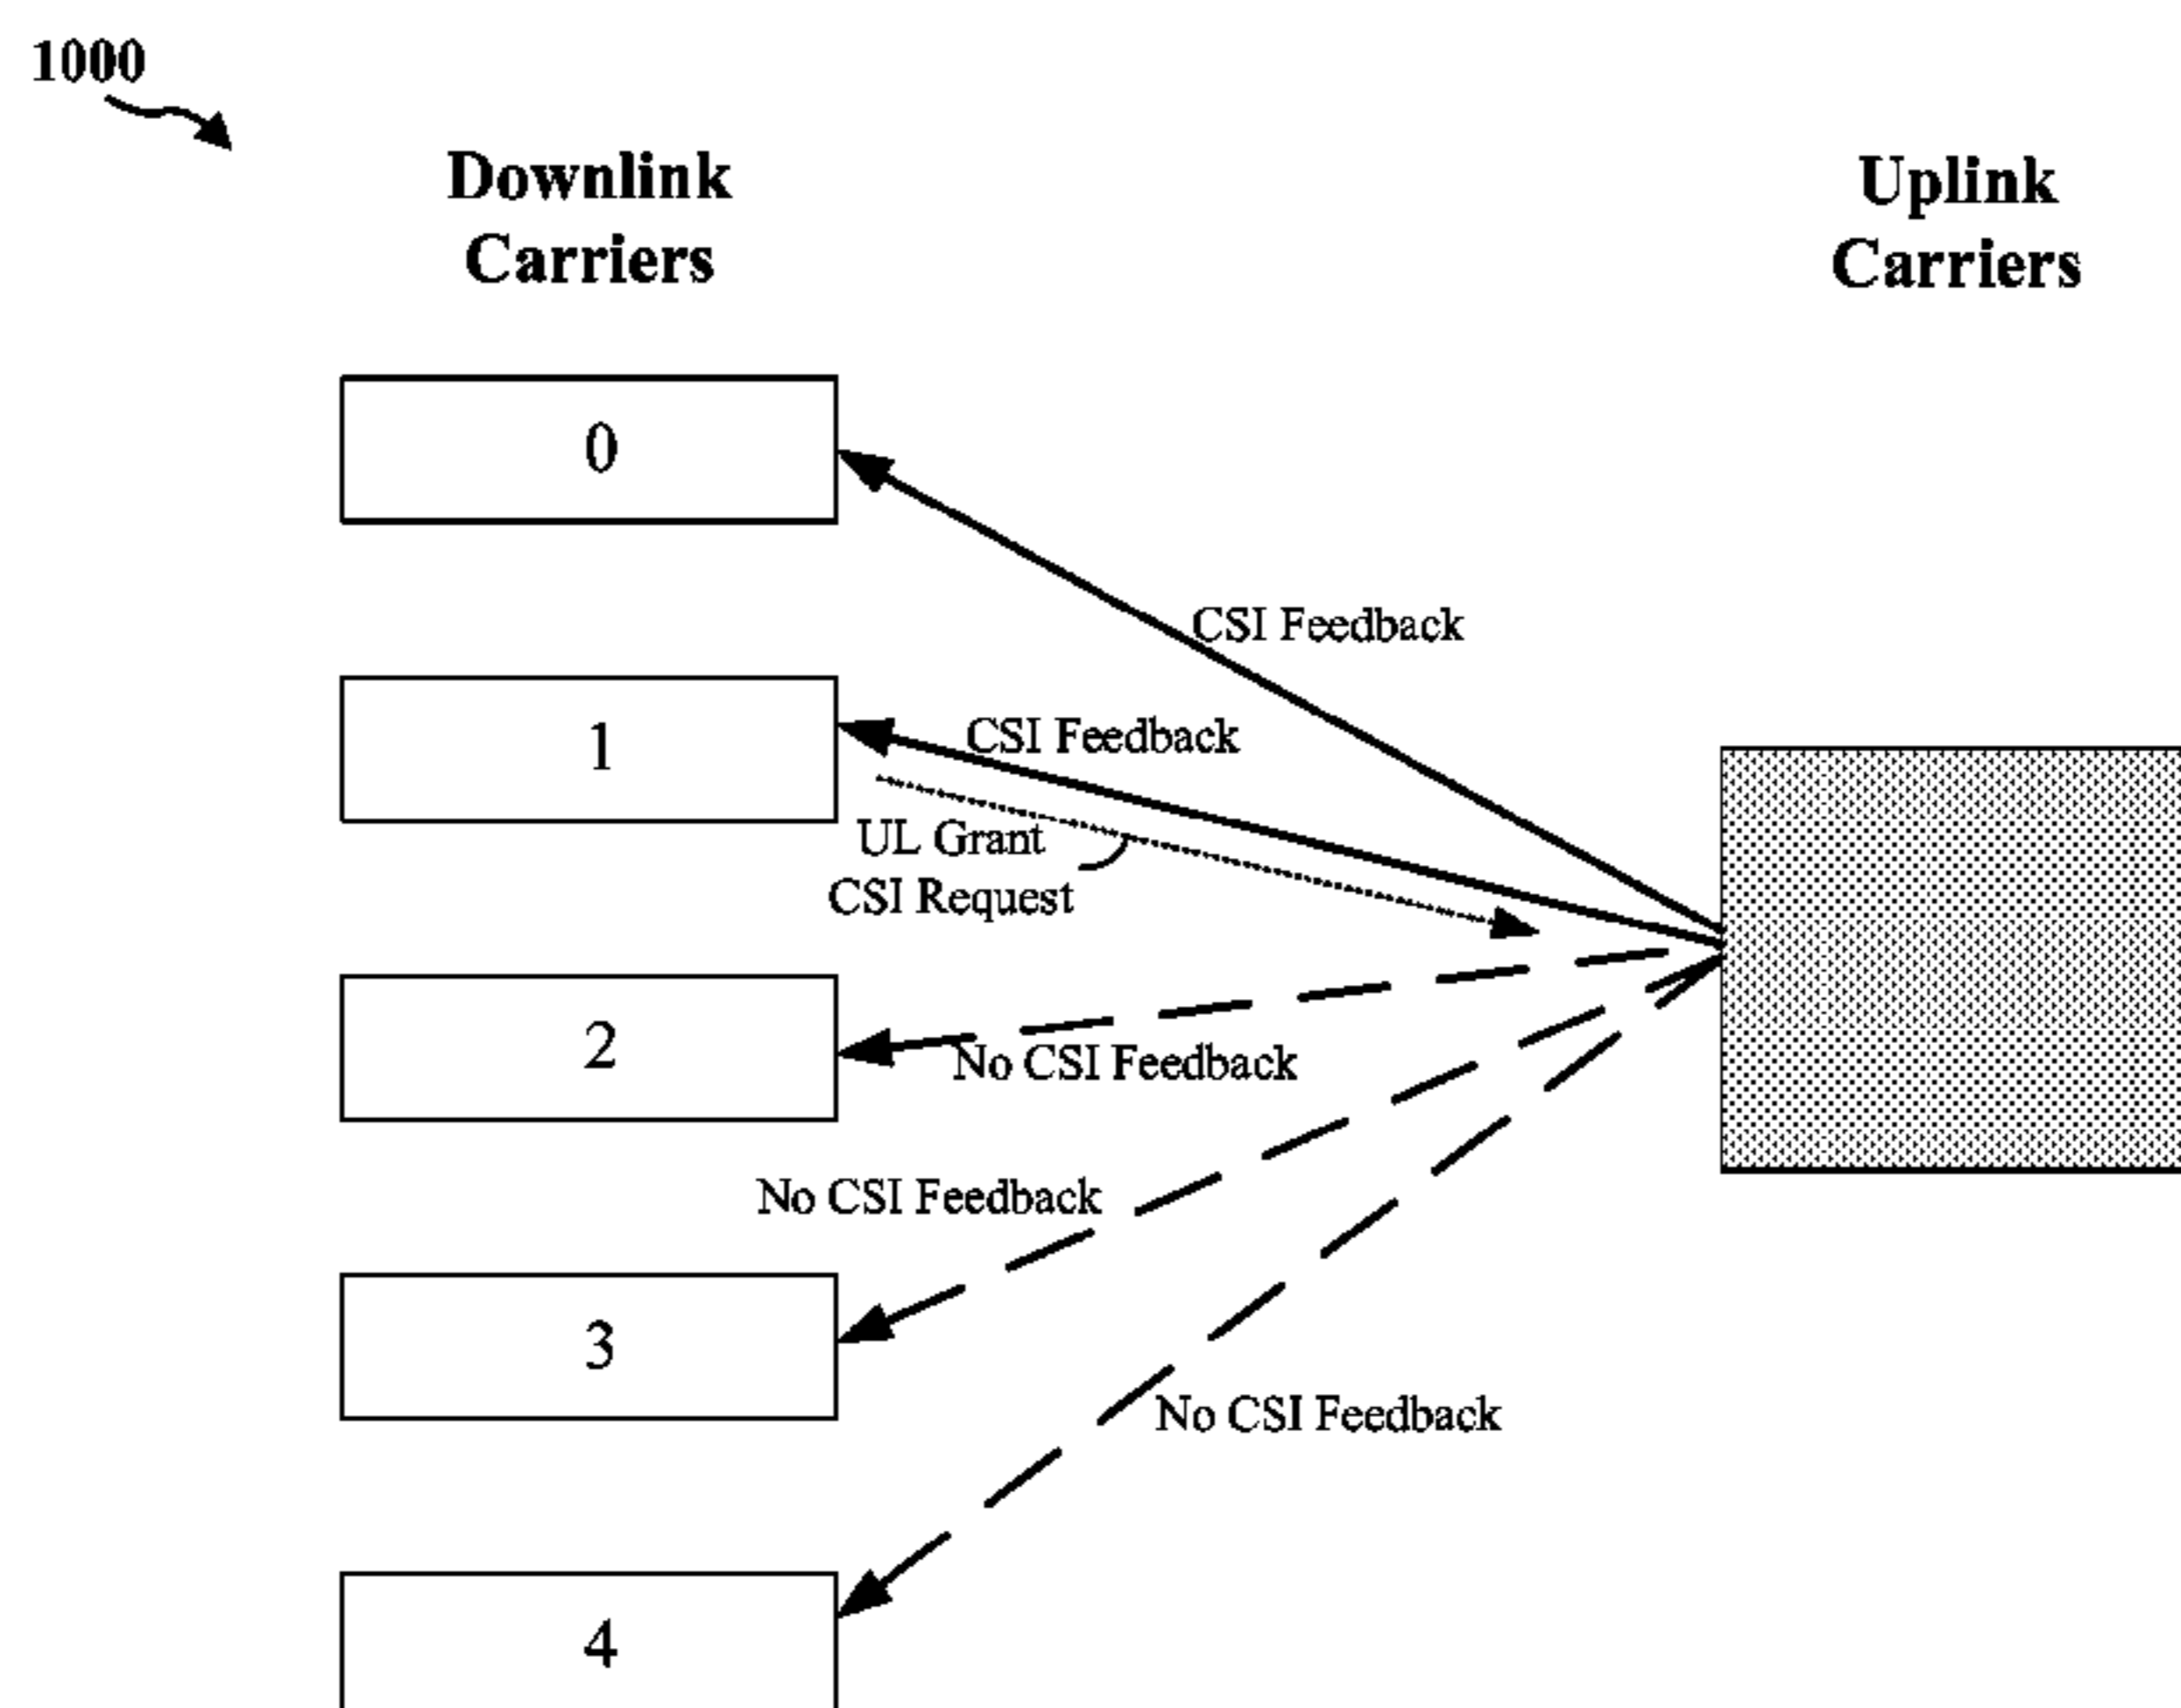 1000
Downlink
Carriers
Uplink
Carriers
0
CSI Feedback
1
CSI Feedback
UL Grant
CSI Request
2
No CSI Feedback
No CSI Feedback
3
No CSI Feedback
4